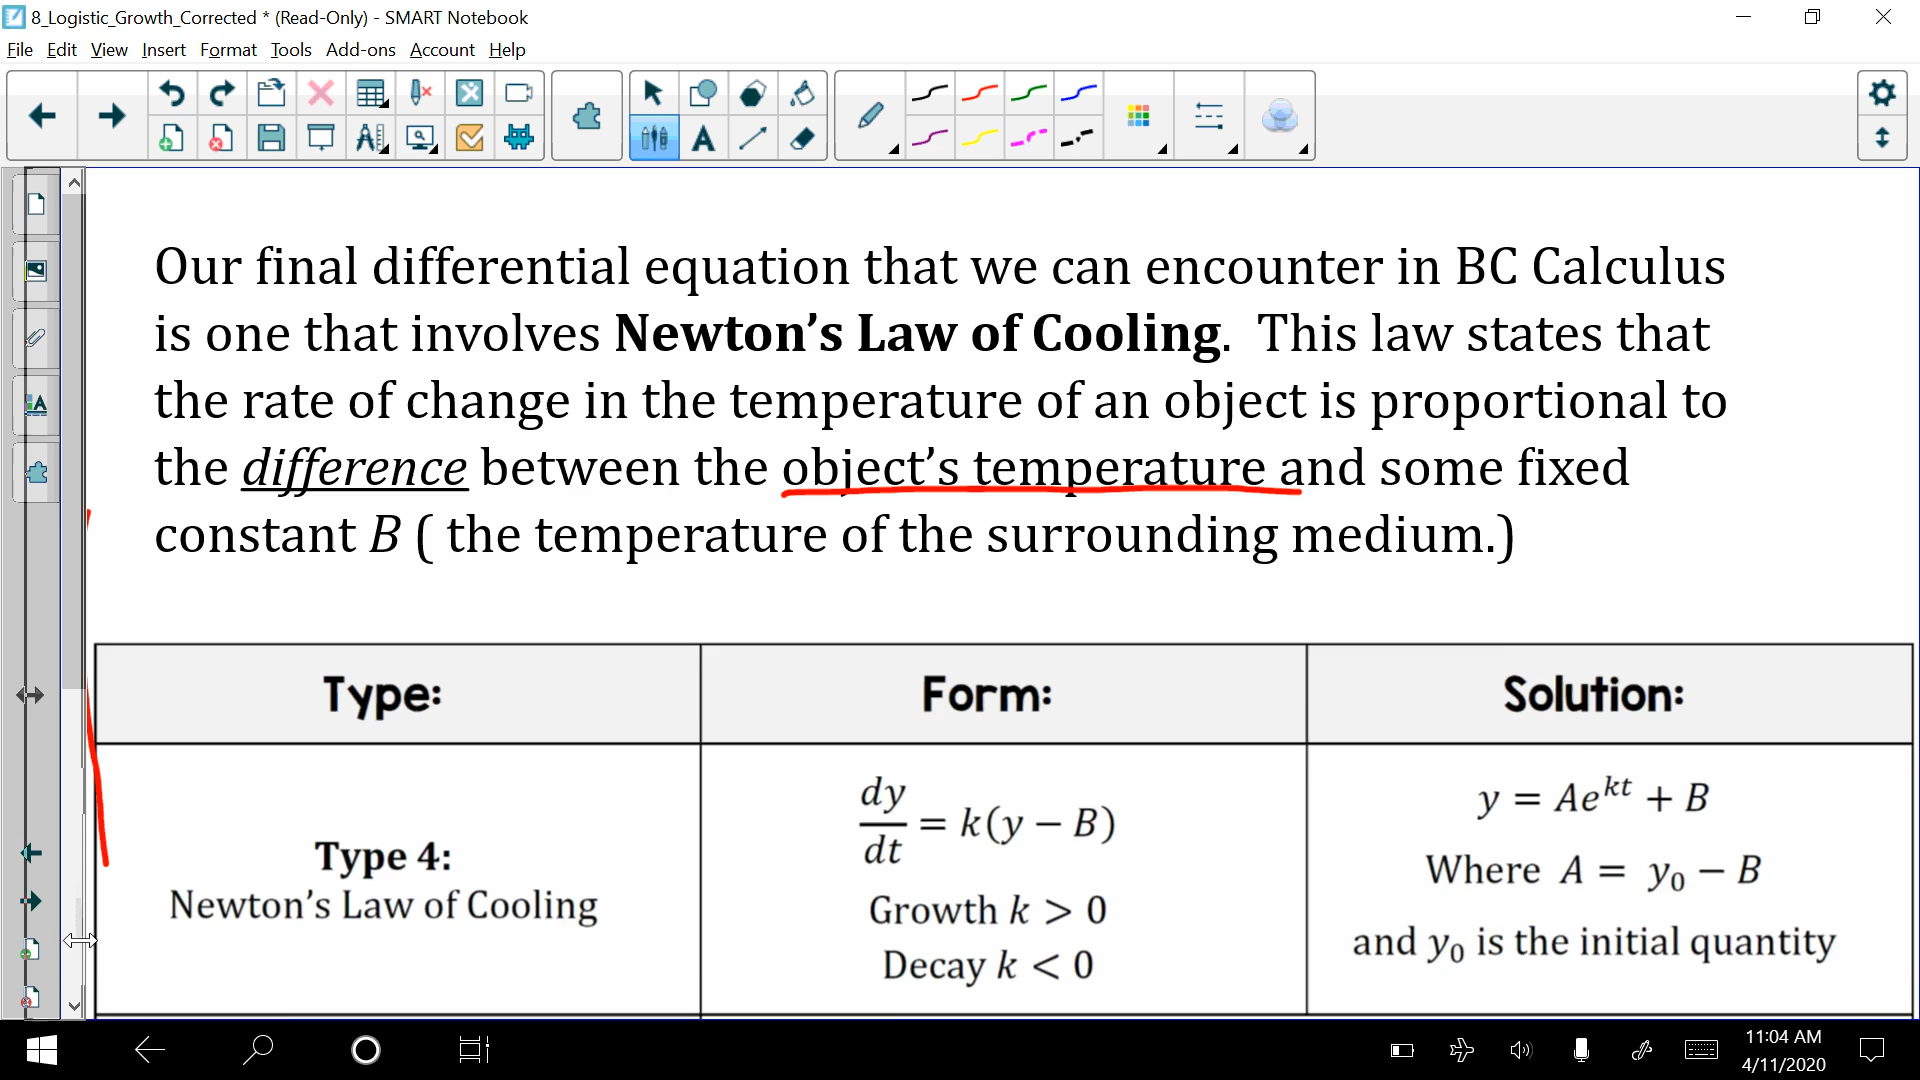 8_Logistic_Growth_Corrected * (Read-Only) - SMART Notebook
File Edit View Insert Format Tools Add-ons Account Help
Our final differential equation that we can encounter in BC Calculus
is one that involves Newton's Law of Cooling. This law states that
the rate of change in the temperature of an object is proportional to
the difference between the object's temperature and some fixed
constant B ( the temperature of the surrounding medium.)
Type: Form: Solution:
Type 4:
Newton's Law of Cooling
dy/dt = k(y − B)
Growth k > 0
Decay k < 0
y = Ae^{kt} + B
Where A = y₀ − B
and y₀ is the initial quantity
11:04 AM
4/11/2020